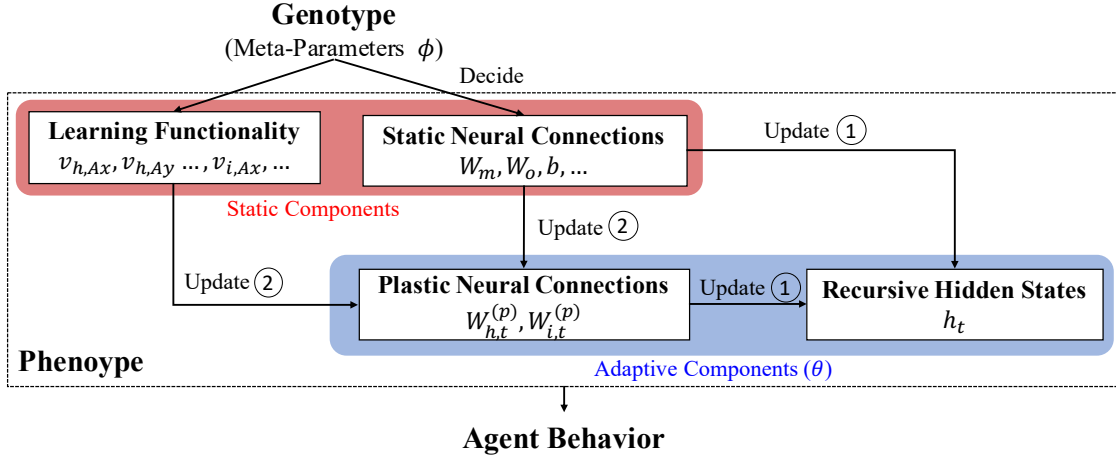 Genotype
(Meta-Parameters ϕ)
Decide
Learning Functionality
v_{h,Ax}, v_{h,Ay} ..., v_{i,Ax}, ...
Static Neural Connections
W_m, W_o, b, ...
Update ①
Static Components
Update ②
Update ②
Plastic Neural Connections
W_{h,t}^{(p)}, W_{i,t}^{(p)}
Update ①
Recursive Hidden States
h_t
Phenoype
Adaptive Components (θ)
Agent Behavior